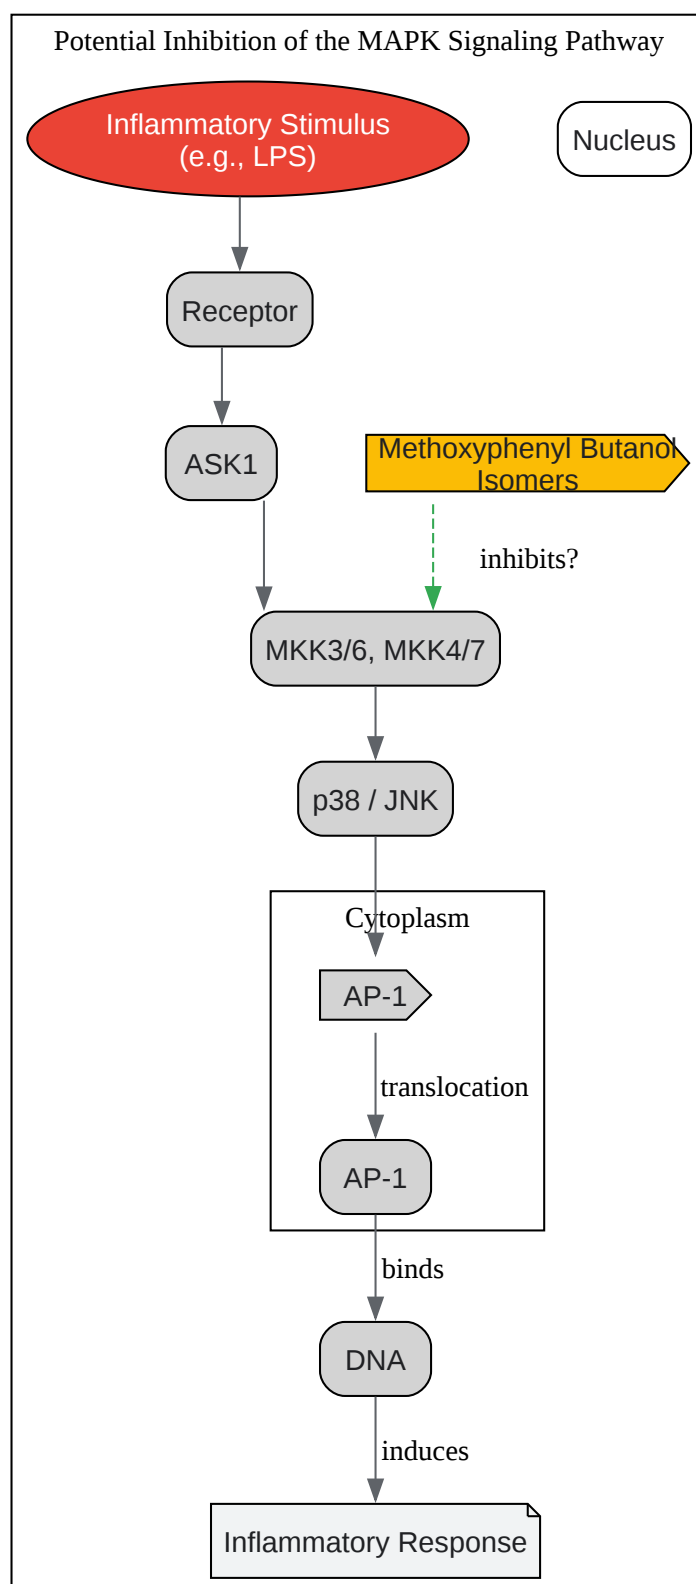 Potential Inhibition of the MAPK Signaling Pathway
Inflammatory Stimulus
(e.g., LPS)
Nucleus
Receptor
ASK1
Methoxyphenyl Butanol
Isomers
inhibits?
MKK3/6, MKK4/7
p38 / JNK
Cytoplasm
AP-1
translocation
AP-1
binds
DNA
induces
Inflammatory Response